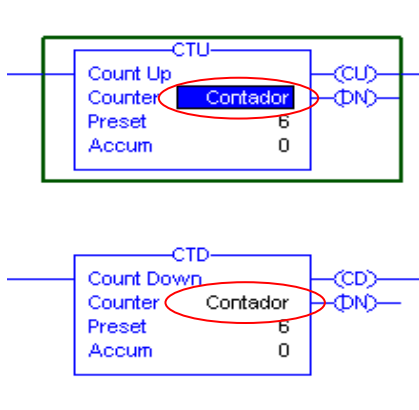 CTU
Count Up (CU)
Counter Contador (DN)
Preset 6
Accum 0
CTD
Count Down (CD)
Counter Contador (DN)
Preset 6
Accum 0